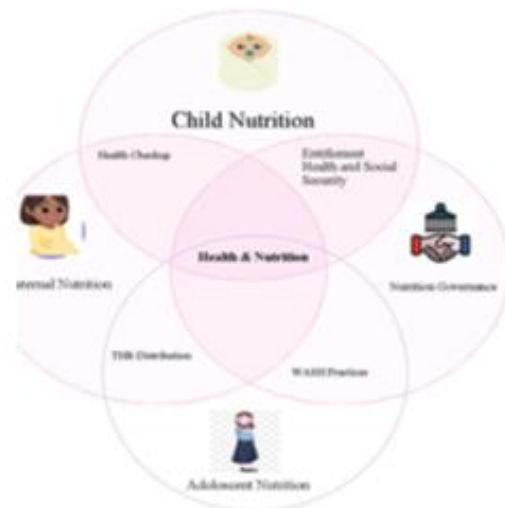 Child Nutrition
Health Checkup
Entitlement
Health and Social
Security
Health & Nutrition
aternal Nutrition
Nutrition Governance
THR Distribution
WASH Practices
Adolescent Nutrition